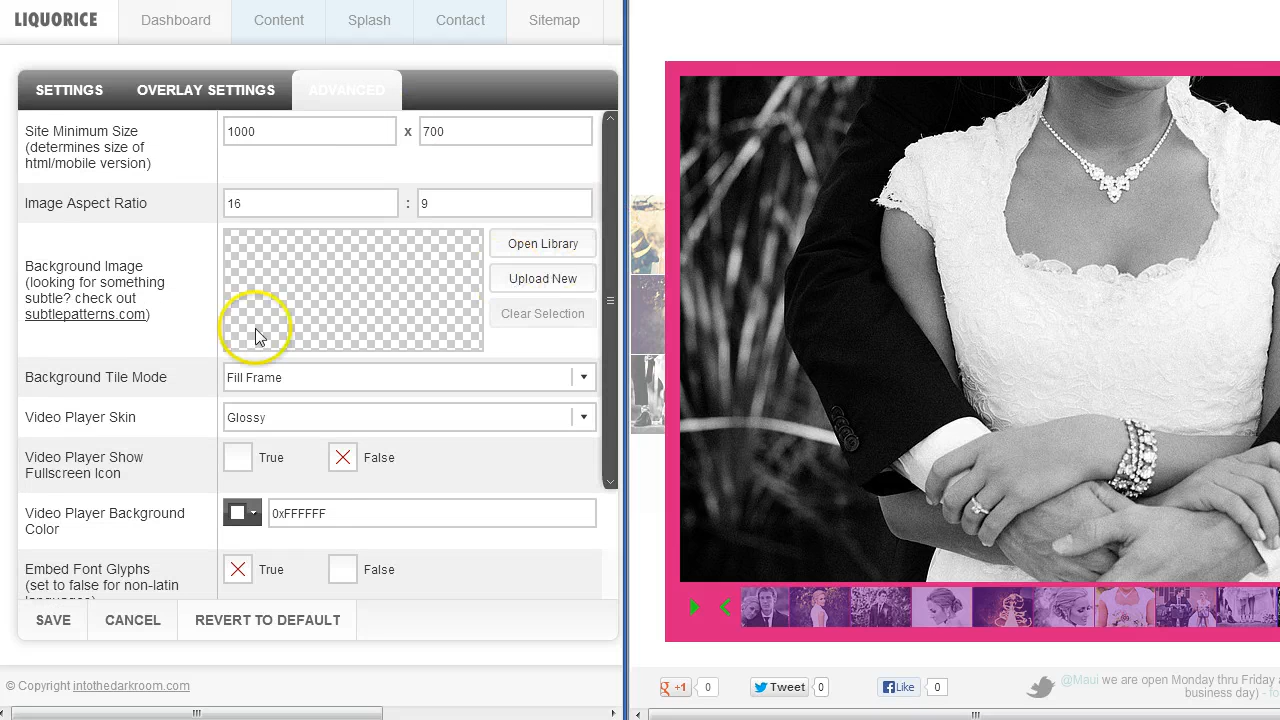 LIQUORICE
Dashboard
Content
Splash
Contact
Sitemap
SETTINGS
OVERLAY SETTINGS
ADVANCED
Site Minimum Size
(determines size of
html/mobile version)
1000 x 700
Image Aspect Ratio
16 : 9
Background Image
(looking for something
subtle? check out
subtlepatterns.com)
Open Library
Upload New
Clear Selection
Background Tile Mode
Fill Frame
Video Player Skin
Glossy
Video Player Show
Fullscreen Icon
True
False
Video Player Background
Color
0xFFFFFF
Embed Font Glyphs
(set to false for non-latin
True
False
SAVE
CANCEL
REVERT TO DEFAULT
© Copyright intothedarkroom.com
g +1 0
Tweet 0
Like 0
@Maui we are open Monday thru Friday
business day)